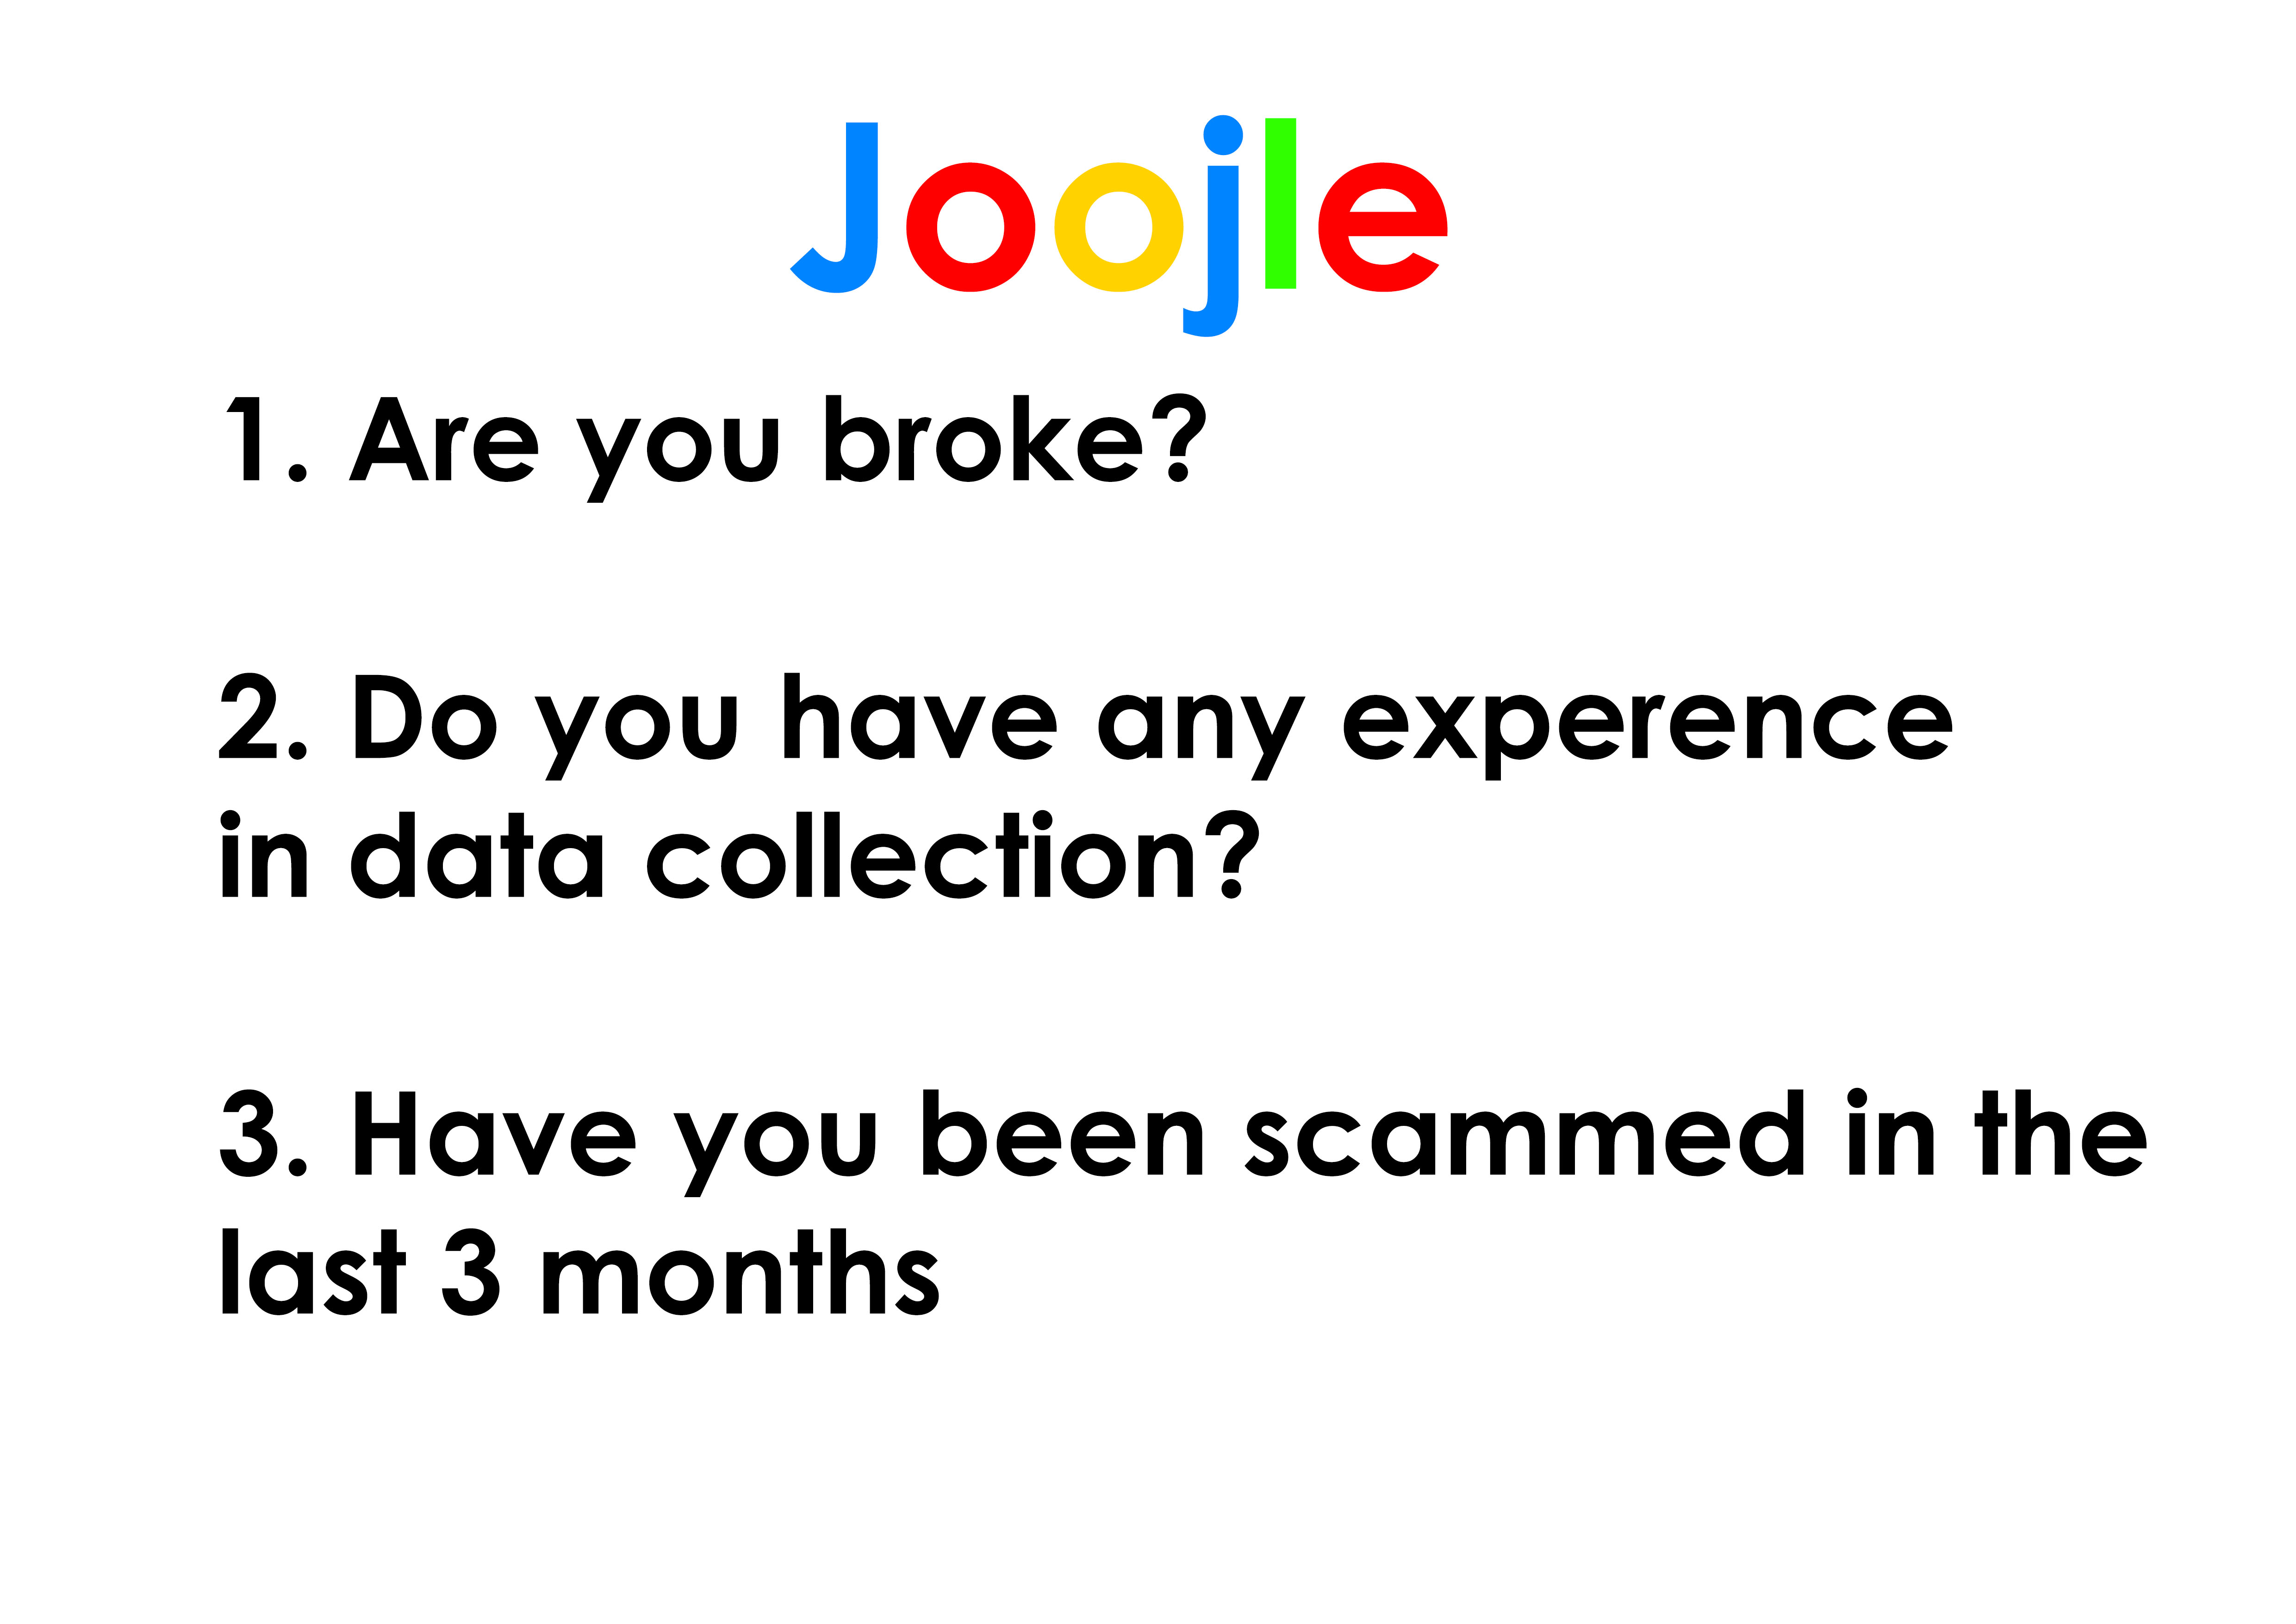 Joojle
1. Are you broke?
2. Do you have any experence
in data collection?
3. Have you been scammed in the
last 3 months